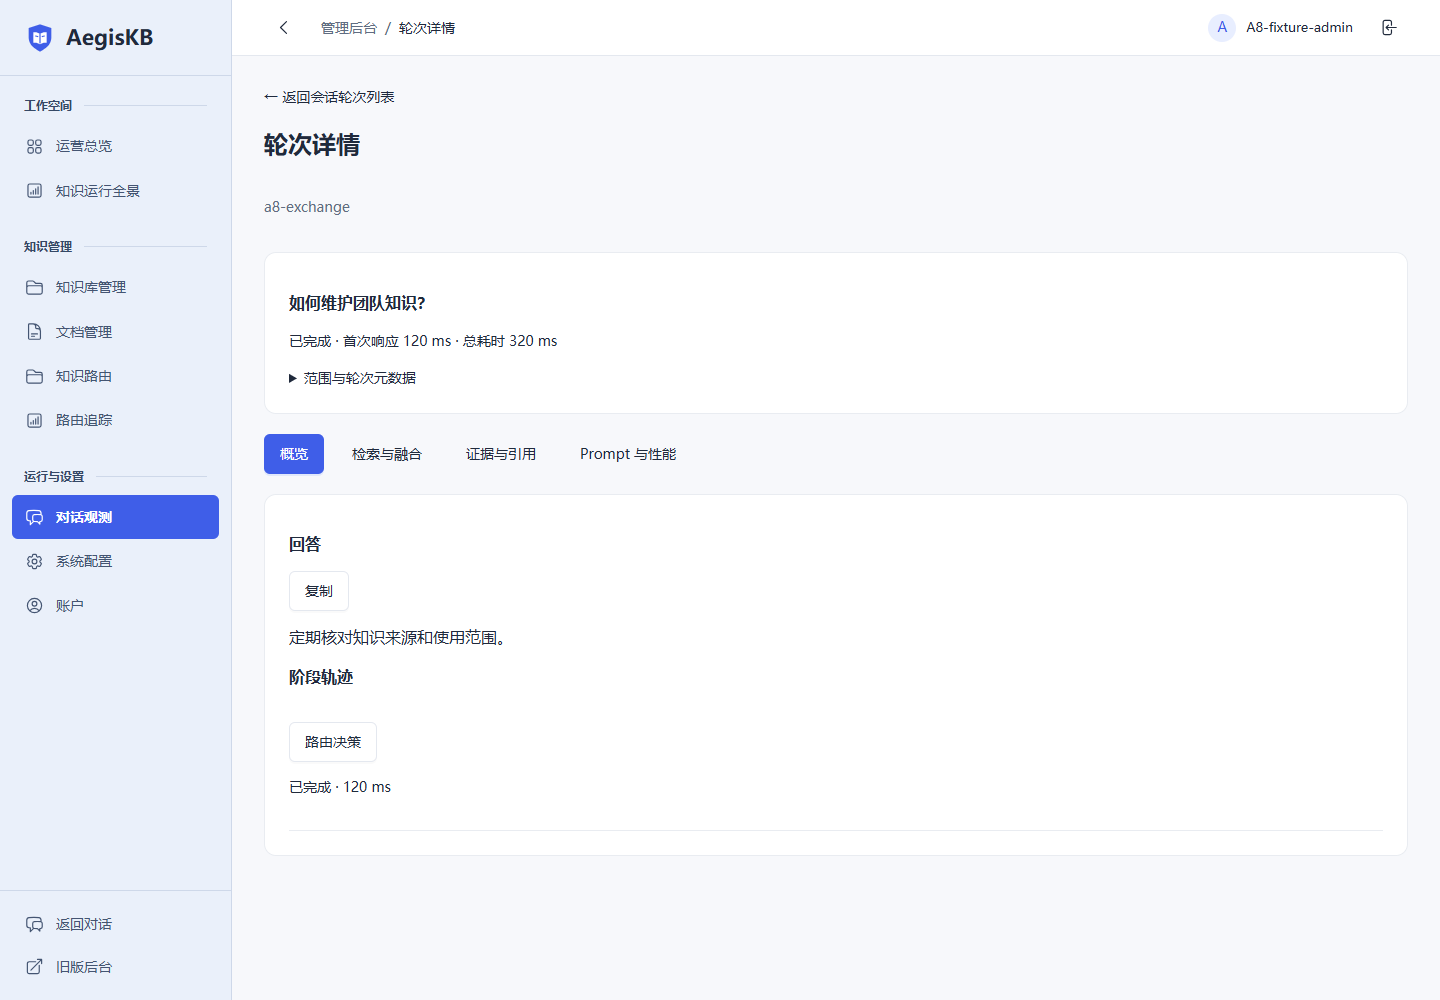 AegisKB
工作空间
运营总览
知识运行全景
知识管理
知识库管理
文档管理
知识路由
路由追踪
运行与设置
对话观测
系统配置
账户
返回对话
旧版后台
管理后台 / 轮次详情
A A8-fixture-admin
← 返回会话轮次列表
轮次详情
a8-exchange
如何维护团队知识?
已完成 · 首次响应 120 ms · 总耗时 320 ms
▶ 范围与轮次元数据
概览 检索与融合 证据与引用 Prompt 与性能
回答
复制
定期核对知识来源和使用范围。
阶段轨迹
路由决策
已完成 · 120 ms